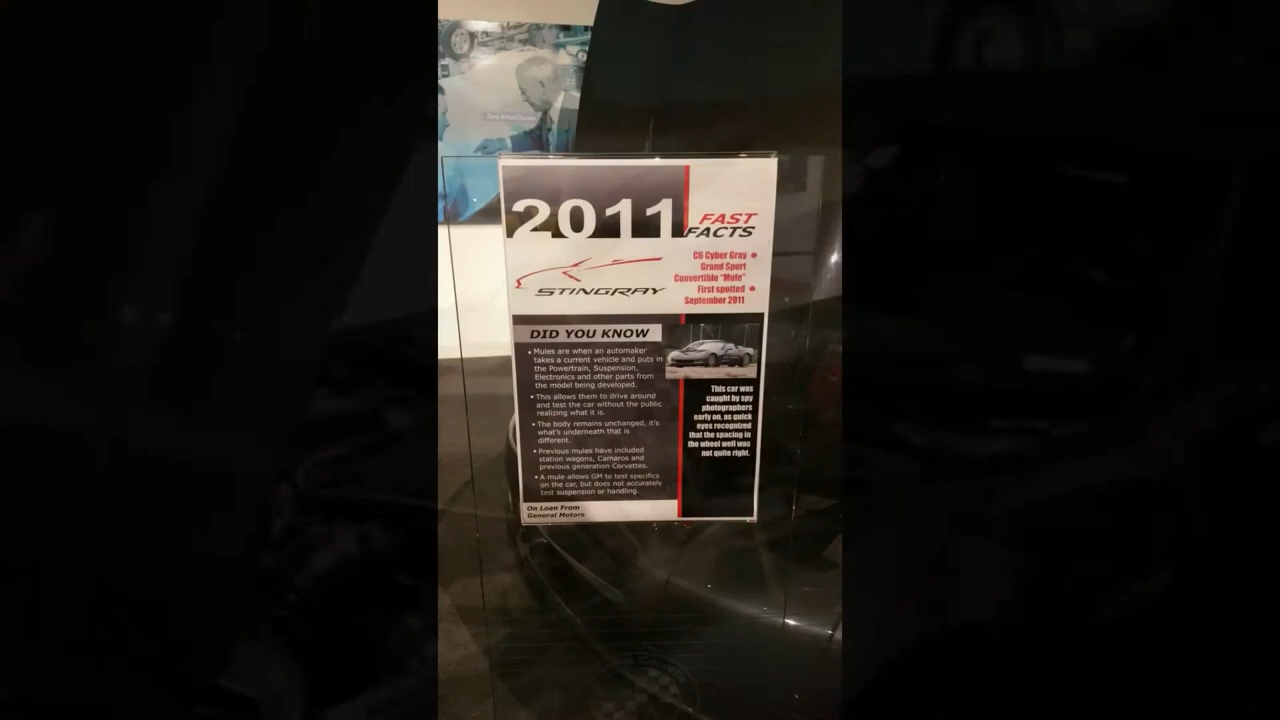 2011
FAST
FACTS
STINGRAY
C6 Cyber Gray
Grand Sport
Convertible "Mule"
First spotted
September 2011
DID YOU KNOW
• Mules are when an automaker
takes a current vehicle and puts in
the Powertrain, Suspension,
Electronics and other parts from
the model being developed.
• This allows them to drive around
and test the car without the public
realizing what it is.
• The body remains unchanged, it's
what's underneath that is
different.
• Previous mules have included
station wagons, Camaros and
previous generation Corvettes.
• A mule allows GM to test specifics
on the car, but does not accurately
test suspension or handling.
This car was
caught by spy
photographers
early on, as quick
eyes recognized
that the spacing in
the wheel well was
not quite right.
On Loan From
General Motors